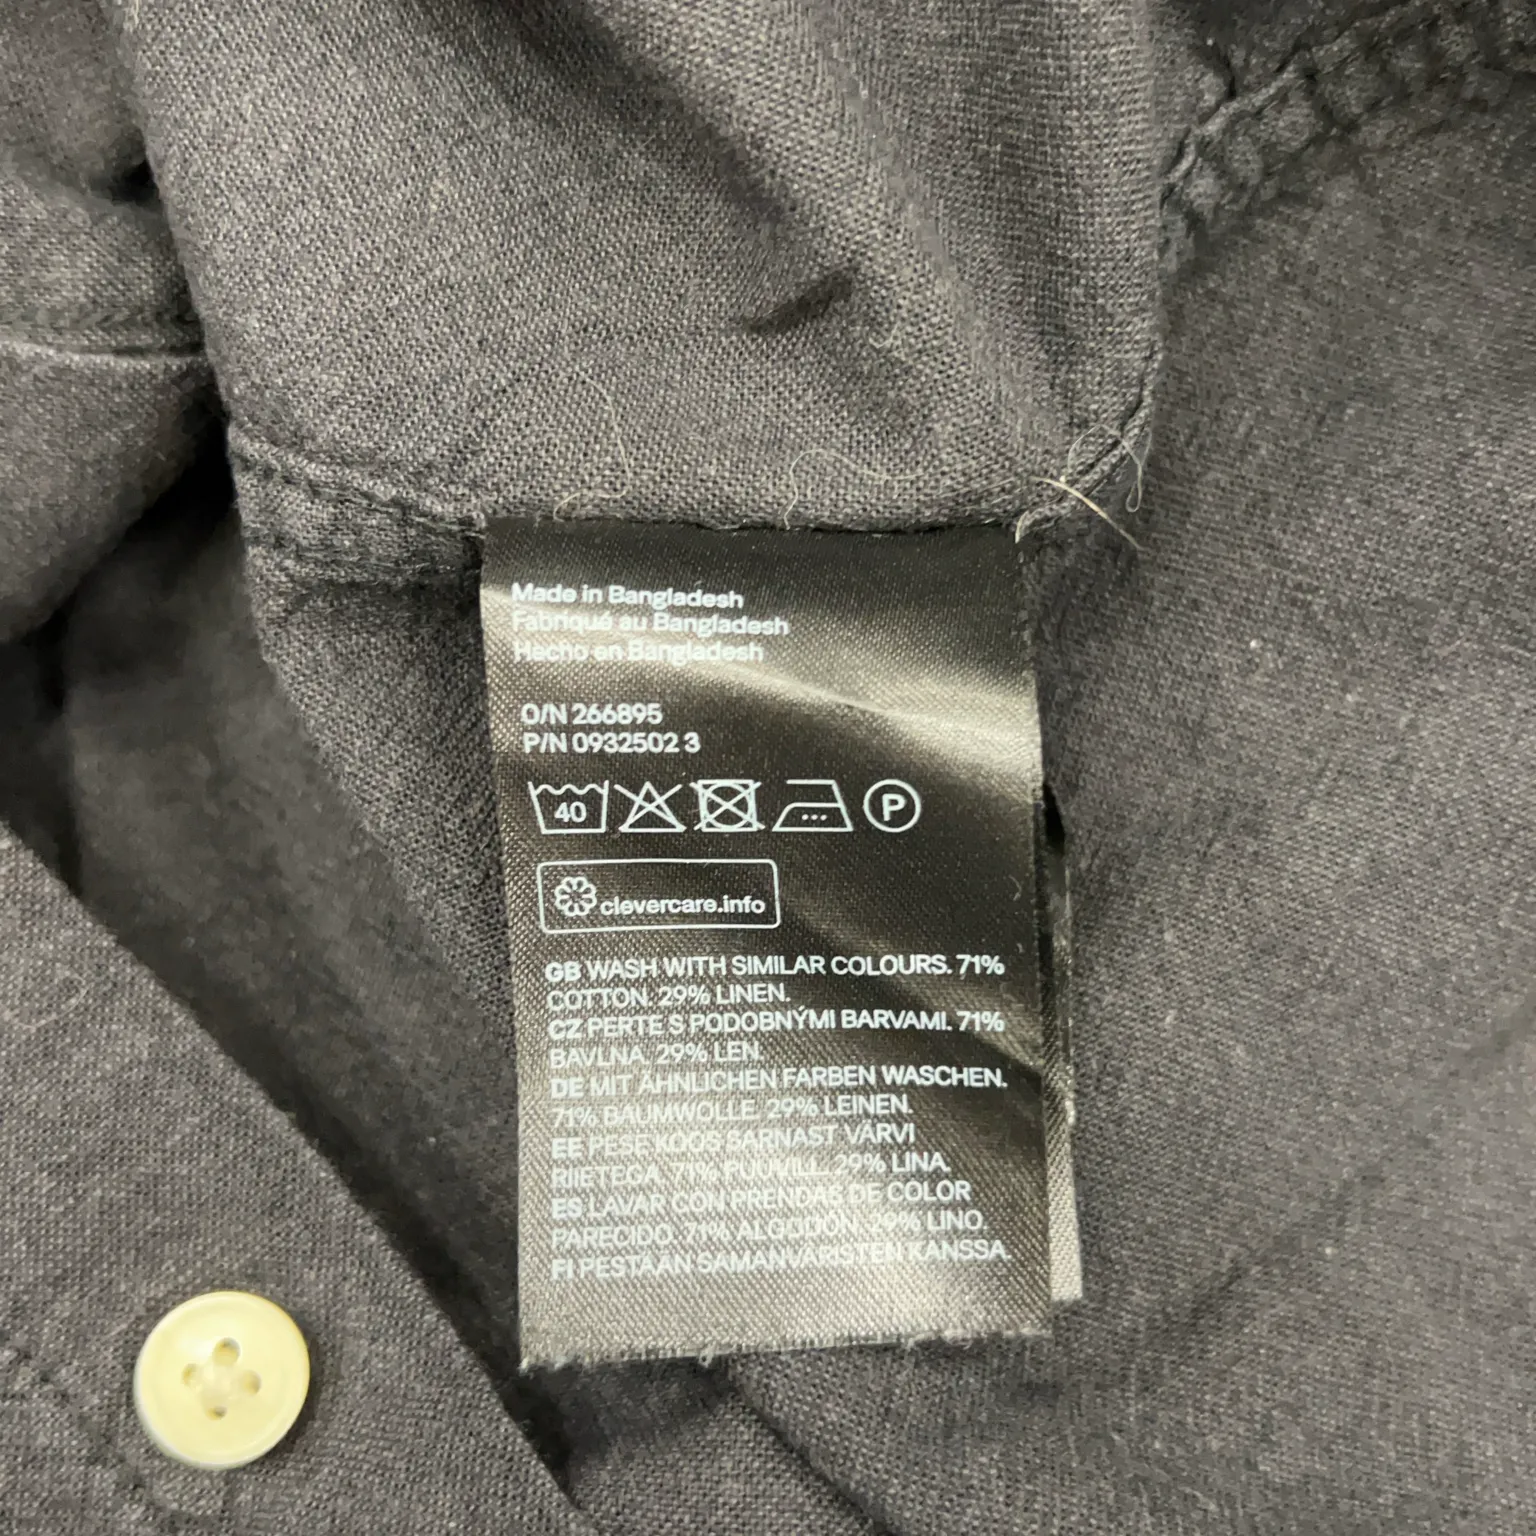 Made in Bangladesh
Fabriqué au Bangladesh
Hecho en Bangladesh
O/N 266895
P/N 0932502 3
40 ... P
clevercare.info
GB WASH WITH SIMILAR COLOURS. 71%
COTTON. 29% LINEN.
CZ PERTE S PODOBNÝMI BARVAMI. 71%
BAVLNA. 29% LEN.
DE MIT ÄHNLICHEN FARBEN WASCHEN.
71% BAUMWOLLE. 29% LEINEN.
EE PESE KOOS SARNAST VÄRVI
RIIETEGA. 71% PUUVILL. 29% LINA.
ES LAVAR CON PRENDAS DE COLOR
PARECIDO. 71% ALGODÓN. 29% LINO.
FI PESTÄÄN SAMANVÄRISTEN KANSSA.